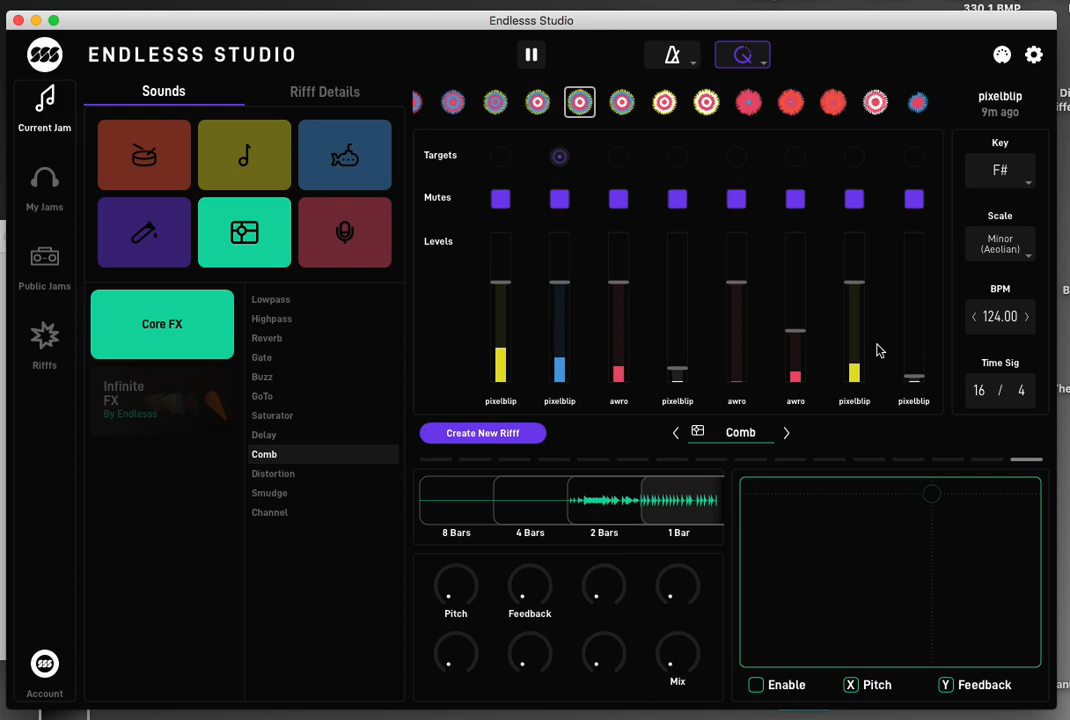 330.1 BMP
Endlesss Studio
ENDLESSS STUDIO
Sounds
Rifff Details
pixelblip
9m ago
Current Jam
My Jams
Public Jams
Rifffs
Account
Core FX
Infinite
FX
By Endlesss
Lowpass
Highpass
Reverb
Gate
Buzz
GoTo
Saturator
Delay
Comb
Distortion
Smudge
Channel
Targets
Mutes
Levels
pixelblip pixelblip awro pixelblip awro awro pixelblip pixelblip
Key
F#
Scale
Minor
(Aeolian)
BPM
< 124.00 >
Time Sig
16 / 4
Create New Rifff
< Comb >
8 Bars 4 Bars 2 Bars 1 Bar
Pitch Feedback
Mix
Enable X Pitch Y Feedback